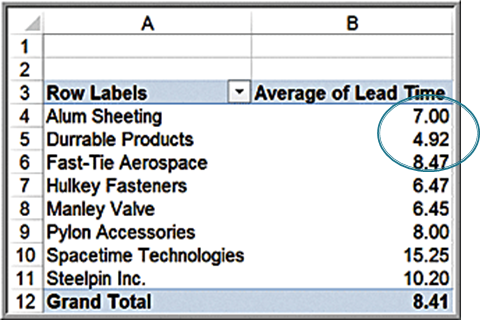 A B
1
2
3 Row Labels Average of Lead Time
4 Alum Sheeting 7.00
5 Durrable Products 4.92
6 Fast-Tie Aerospace 8.47
7 Hulkey Fasteners 6.47
8 Manley Valve 6.45
9 Pylon Accessories 8.00
10 Spacetime Technologies 15.25
11 Steelpin Inc. 10.20
12 Grand Total 8.41